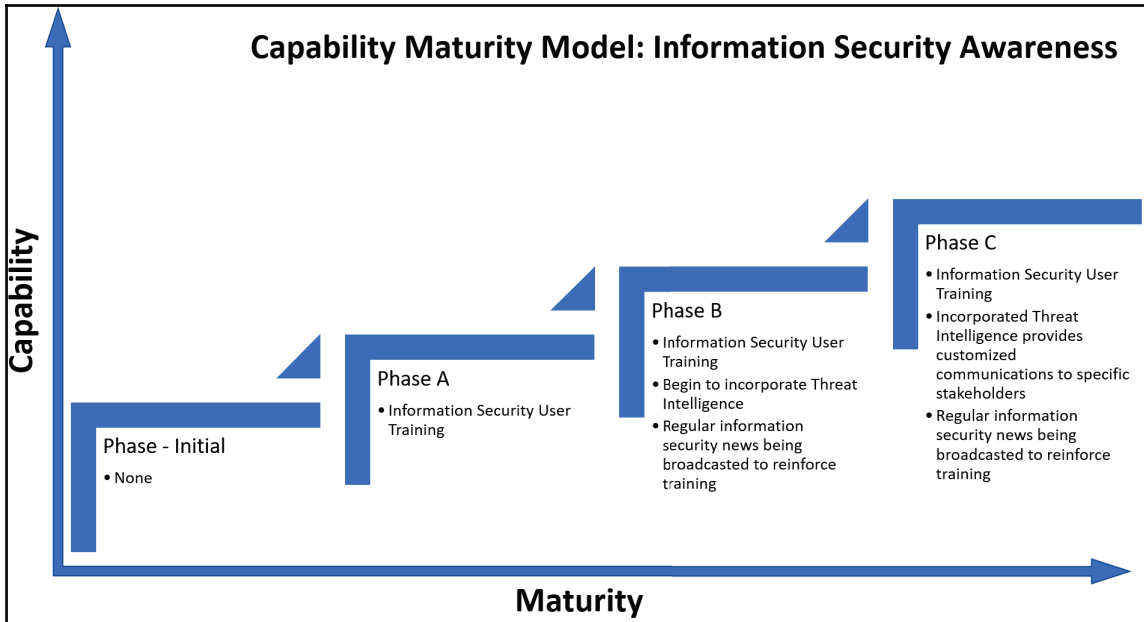 Capability Maturity Model: Information Security Awareness
Capability
Phase - Initial
• None
Phase A
• Information Security User
Training
Phase B
• Information Security User
Training
• Begin to incorporate Threat
Intelligence
• Regular information
security news being
broadcasted to reinforce
training
Phase C
• Information Security User
Training
• Incorporated Threat
Intelligence provides
customized
communications to specific
stakeholders
• Regular information
security news being
broadcasted to reinforce
training
Maturity